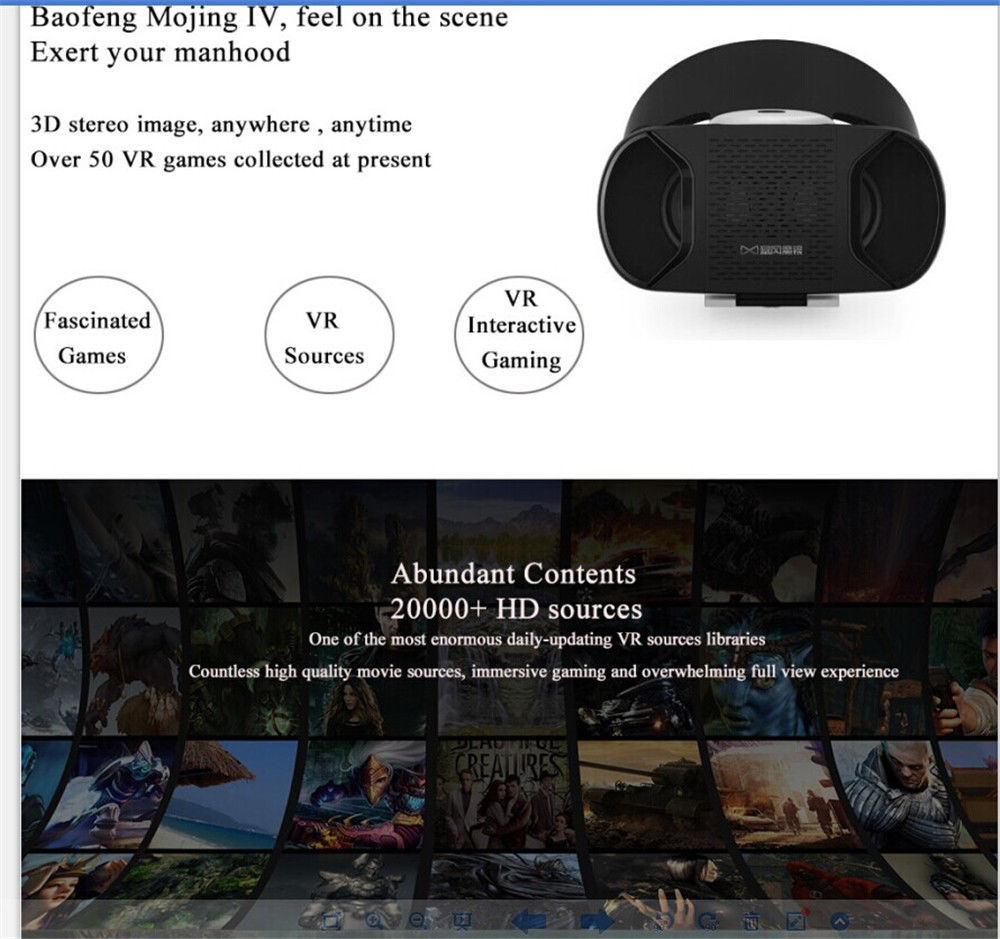 Baofeng Mojing IV, feel on the scene
Exert your manhood
3D stereo image, anywhere , anytime
Over 50 VR games collected at present
暴风魔镜
Fascinated
Games
VR
Sources
VR
Interactive
Gaming
Abundant Contents
20000+ HD sources
One of the most enormous daily-updating VR sources libraries
Countless high quality movie sources, immersive gaming and overwhelming full view experience
BEAUTIFUL
CREATURES